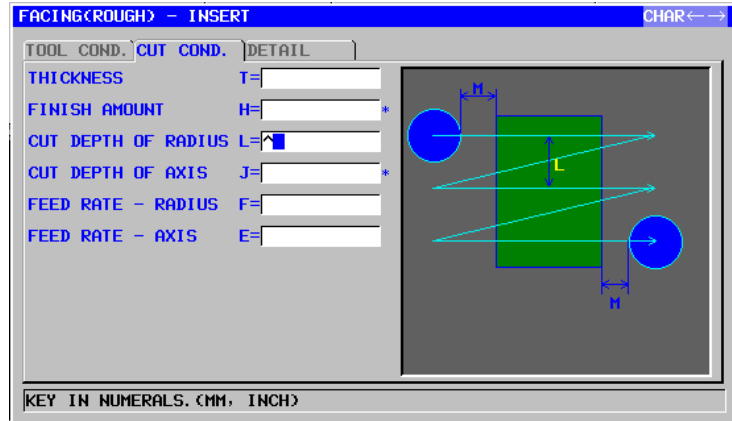 FACING(ROUGH) - INSERT CHAR←→
TOOL COND. CUT COND. DETAIL
THICKNESS T=
FINISH AMOUNT H= *
CUT DEPTH OF RADIUS L=^
CUT DEPTH OF AXIS J= *
FEED RATE - RADIUS F=
FEED RATE - AXIS E=
M
L
M
KEY IN NUMERALS.(MM, INCH)